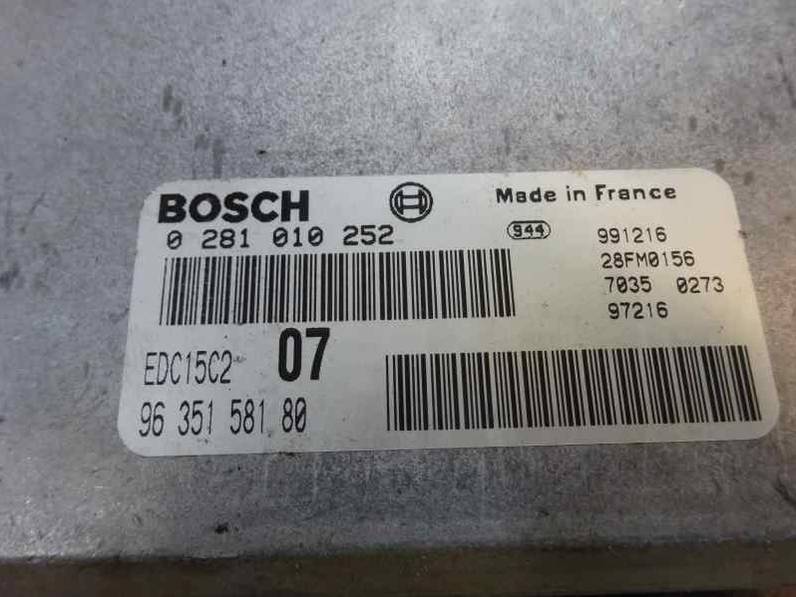 BOSCH Made in France
0 281 010 252 944 991216
28FM0156
7035 0273
97216
EDC15C2 07
96 351 581 80